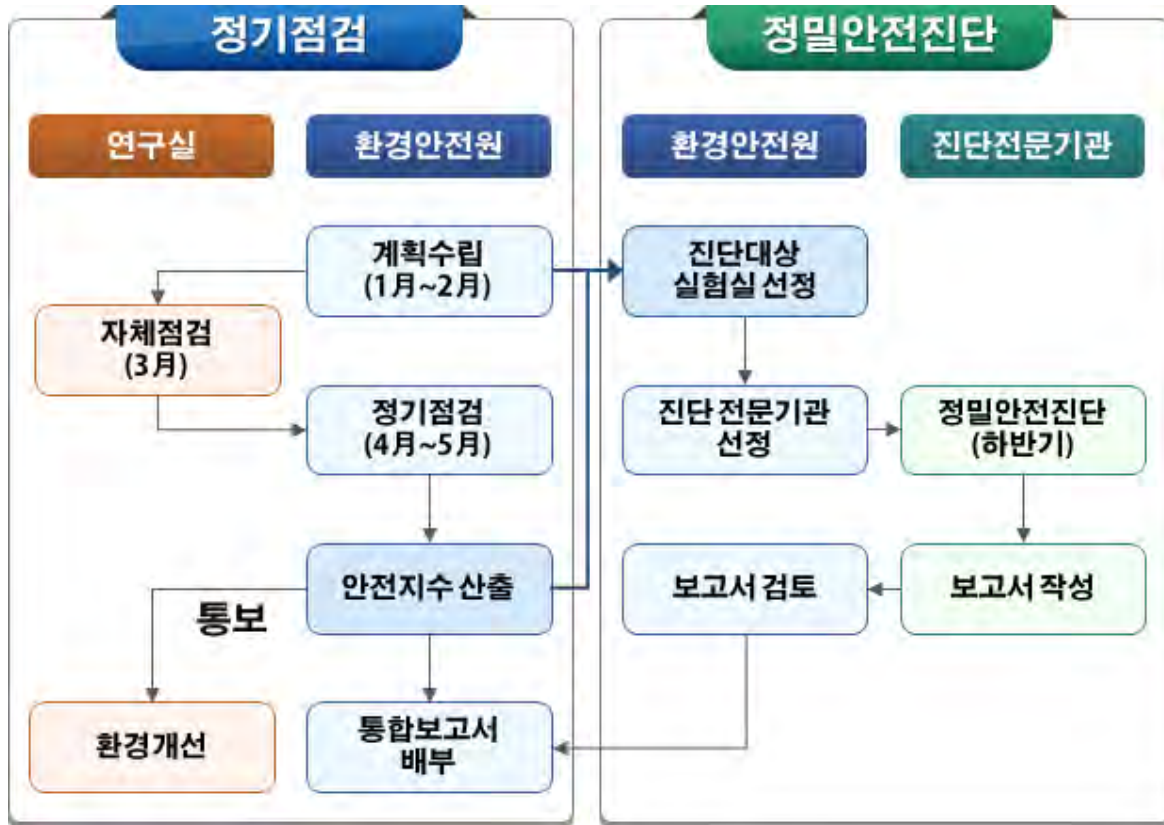 정기점검
정밀안전진단
연구실
환경안전원
환경안전원
진단전문기관
계획수립
(1月~2月)
진단대상
실험실 선정
자체점검
(3月)
정기점검
(4月~5月)
진단 전문기관
선정
정밀안전진단
(하반기)
안전지수 산출
보고서 검토
보고서 작성
통보
환경개선
통합보고서
배부